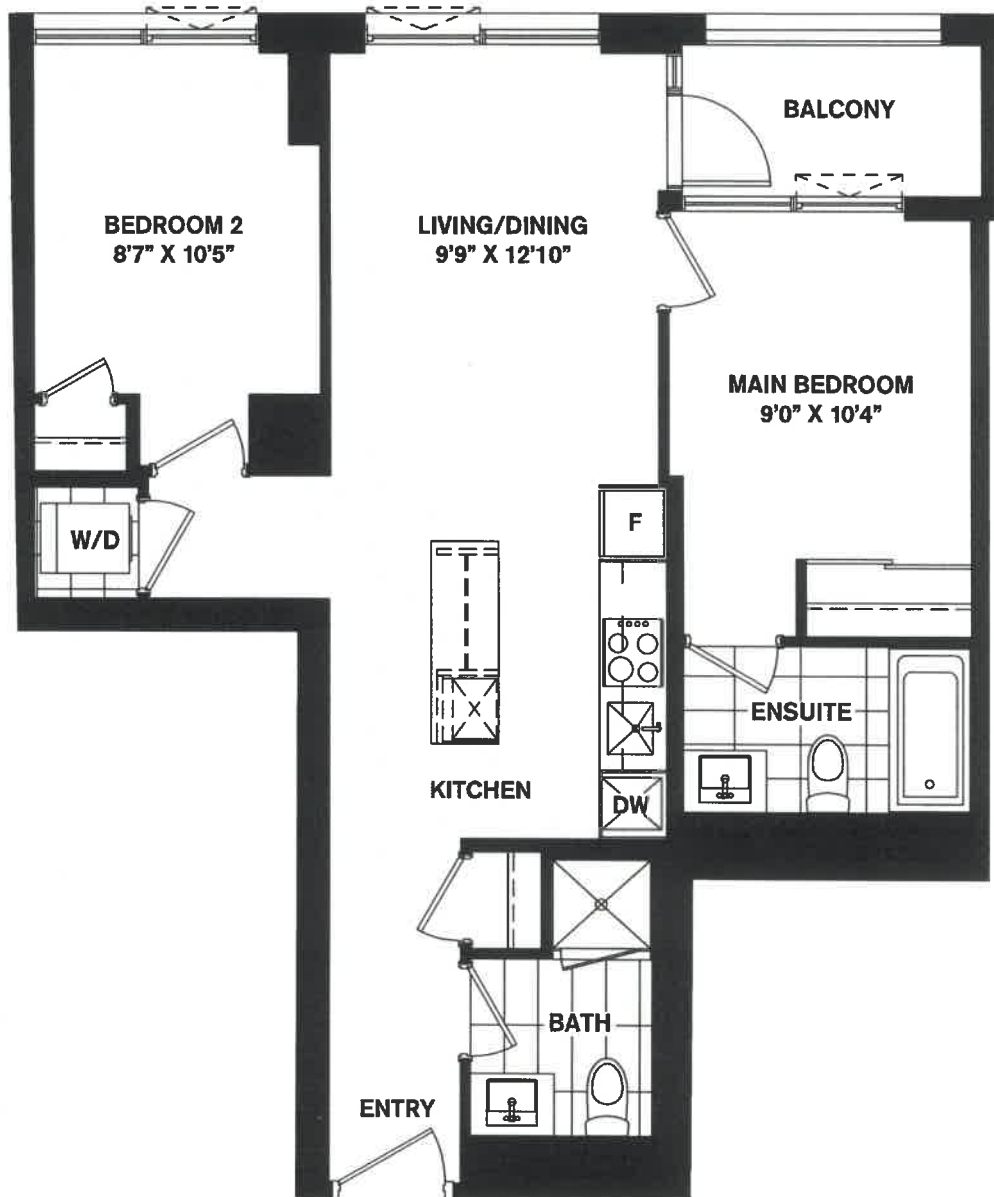 BALCONY
BEDROOM 2
8’7” X 10’5”
LIVING/DINING
9’9” X 12’10”
MAIN BEDROOM
9’0” X 10’4”
F
W/D
X
ENSUITE
KITCHEN
DW
BATH
ENTRY